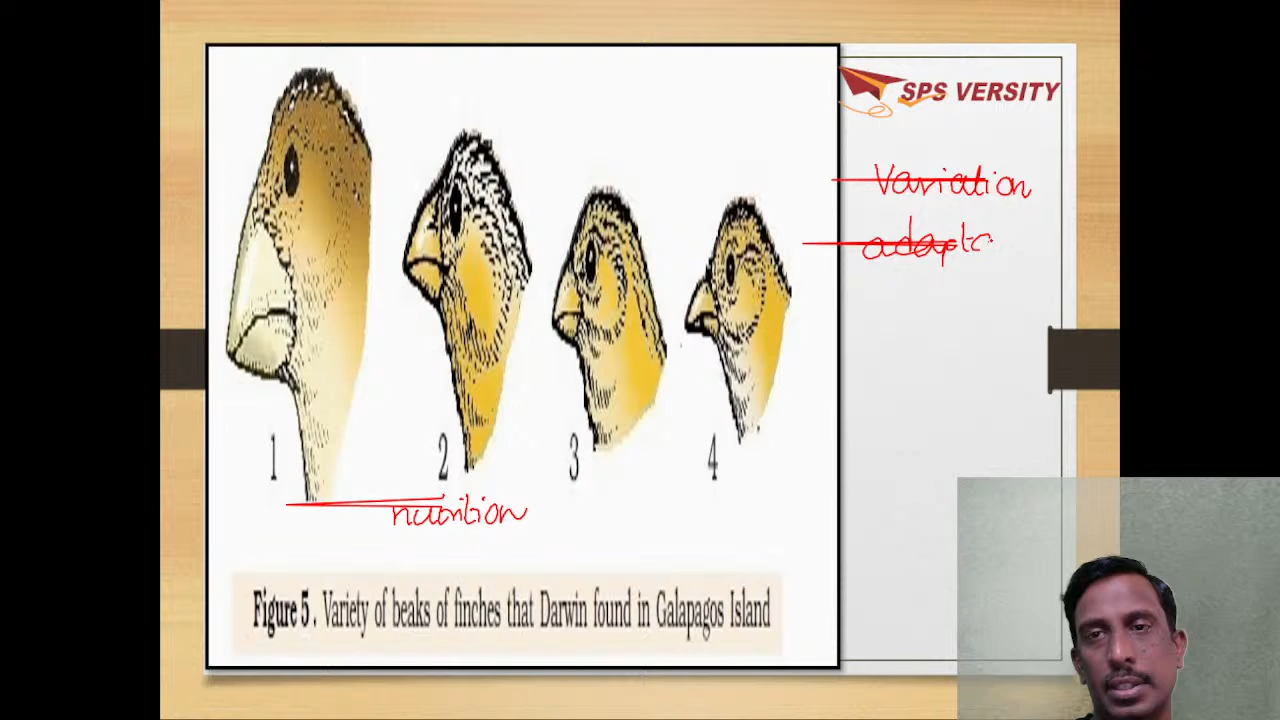 SPS VERSITY
Variation
1
2
3
4
nutrition
Figure 5. Variety of beaks of finches that Darwin found in Galapagos Island